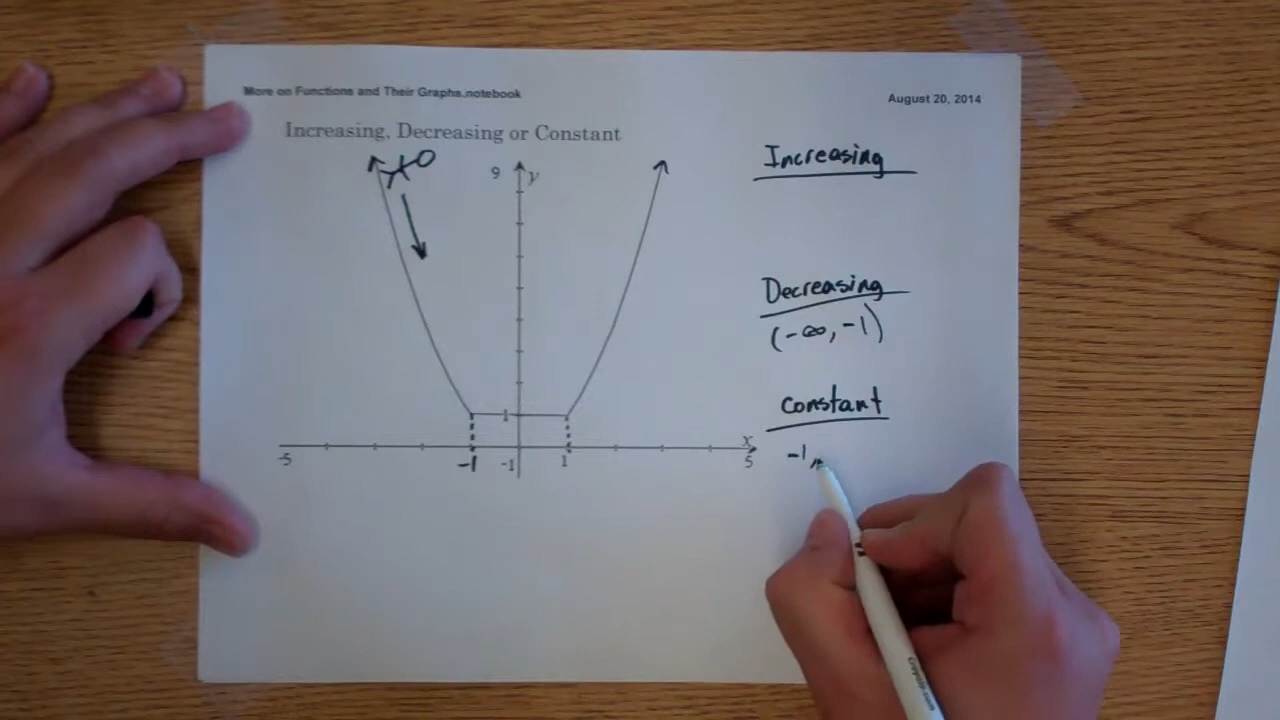 More on Functions and Their Graphs.notebook
August 20, 2014
Increasing, Decreasing or Constant
Increasing
9
y
Decreasing
(-∞, -1)
constant
1
x
-5
-1
-1
1
5
-1,
Crayola